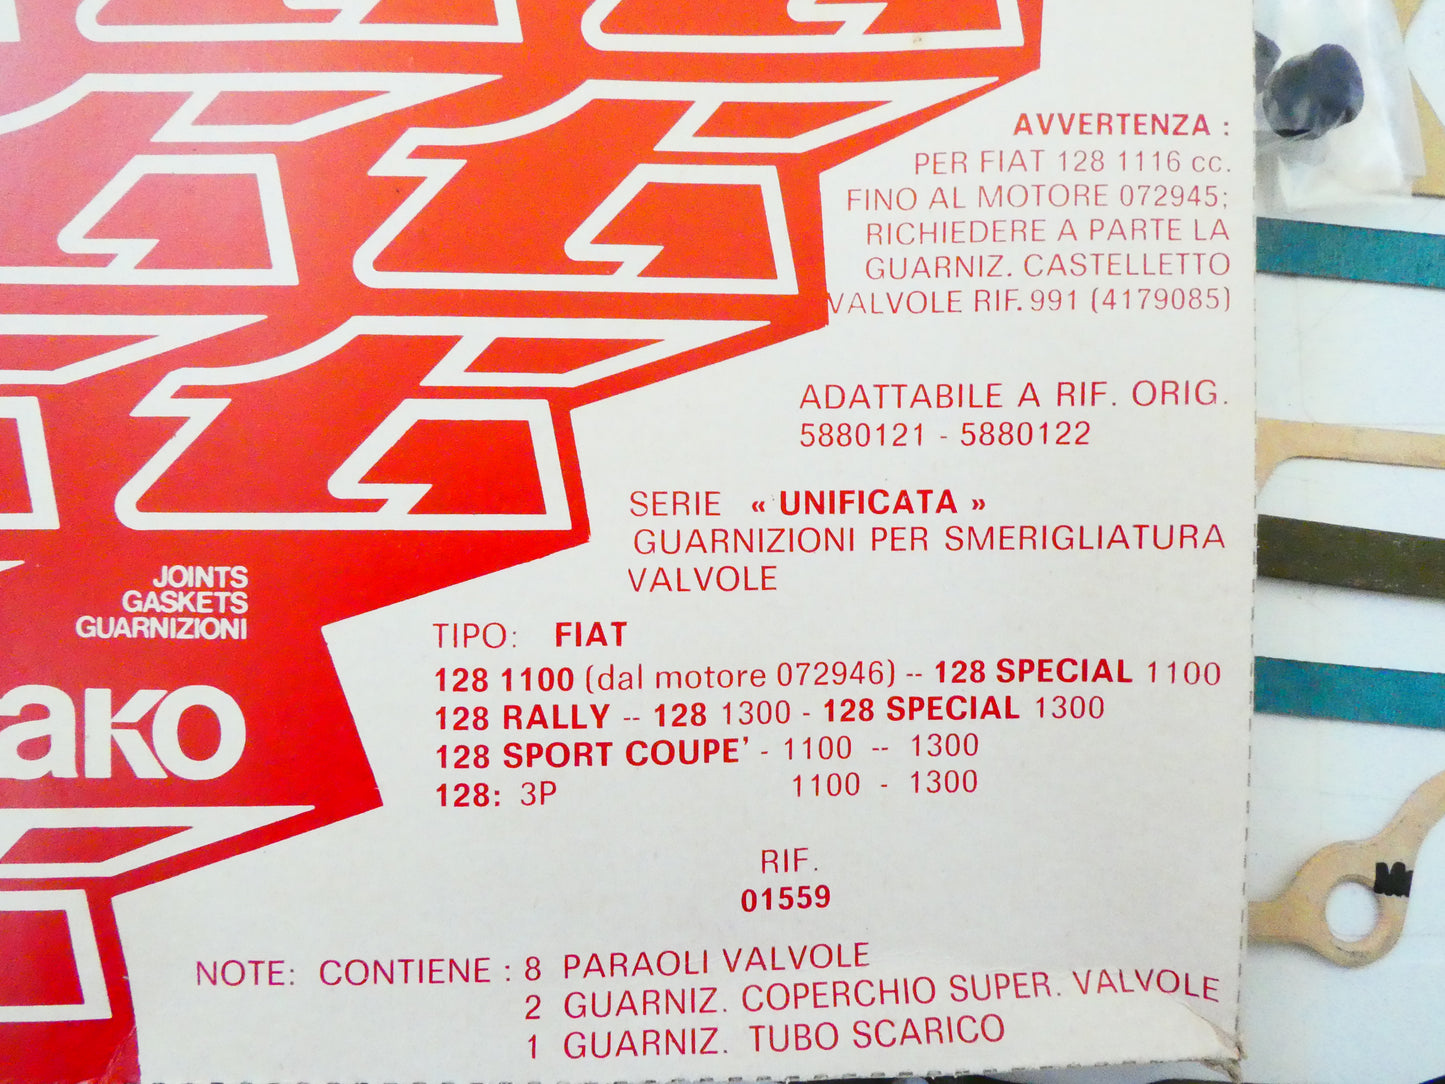 AVVERTENZA :
PER FIAT 128 1116 cc.
FINO AL MOTORE 072945;
RICHIEDERE A PARTE LA
GUARNIZ. CASTELLETTO
VALVOLE RIF. 991 (4179085)
ADATTABILE A RIF. ORIG.
5880121 - 5880122
SERIE « UNIFICATA »
GUARNIZIONI PER SMERIGLIATURA
VALVOLE
JOINTS
GASKETS
GUARNIZIONI
TIPO: FIAT
128 1100 (dal motore 072946) -- 128 SPECIAL 1100
128 RALLY -- 128 1300 - 128 SPECIAL 1300
128 SPORT COUPE' - 1100 -- 1300
128: 3P 1100 - 1300
ako
RIF.
01559
NOTE: CONTIENE : 8 PARAOLI VALVOLE
2 GUARNIZ. COPERCHIO SUPER. VALVOLE
1 GUARNIZ. TUBO SCARICO